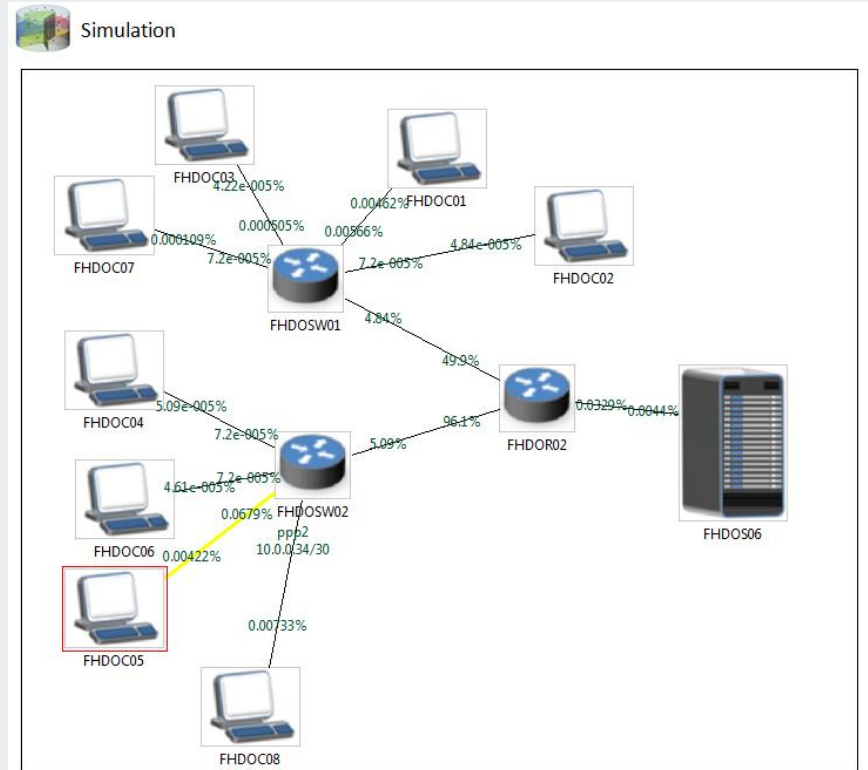 Simulation
FHDOC03
4.22e-005%
0.000505%
FHDOC01
0.00462%
0.00566%
FHDOC07
0.000109%
7.2e-005%
7.2e-005%
4.84e-005%
FHDOC02
FHDOSW01
4.84%
49.9%
FHDOC04
5.09e-005%
7.2e-005%
5.09%
96.1%
FHDOR02
0.0329%
0.0044%
FHDOS06
4.61e-005%
7.2e-005%
FHDOC06
0.0679%
FHDOSW02
ppp2
10.0.0.34/30
0.00422%
FHDOC05
0.00733%
FHDOC08